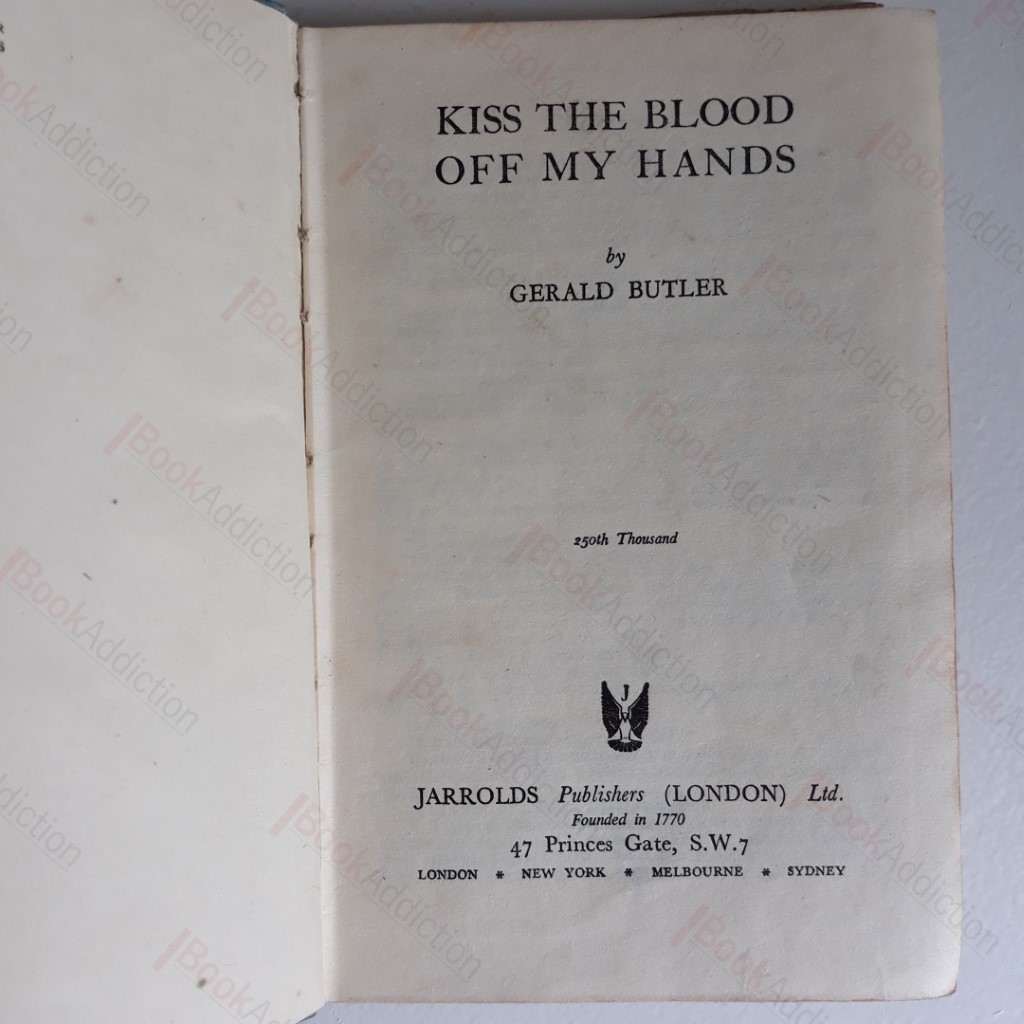 KISS THE BLOOD
OFF MY HANDS
by
GERALD BUTLER
250th Thousand
J
JARROLDS Publishers (LONDON) Ltd.
Founded in 1770
47 Princes Gate, S.W.7
LONDON * NEW YORK * MELBOURNE * SYDNEY
R
S
BookAddiction